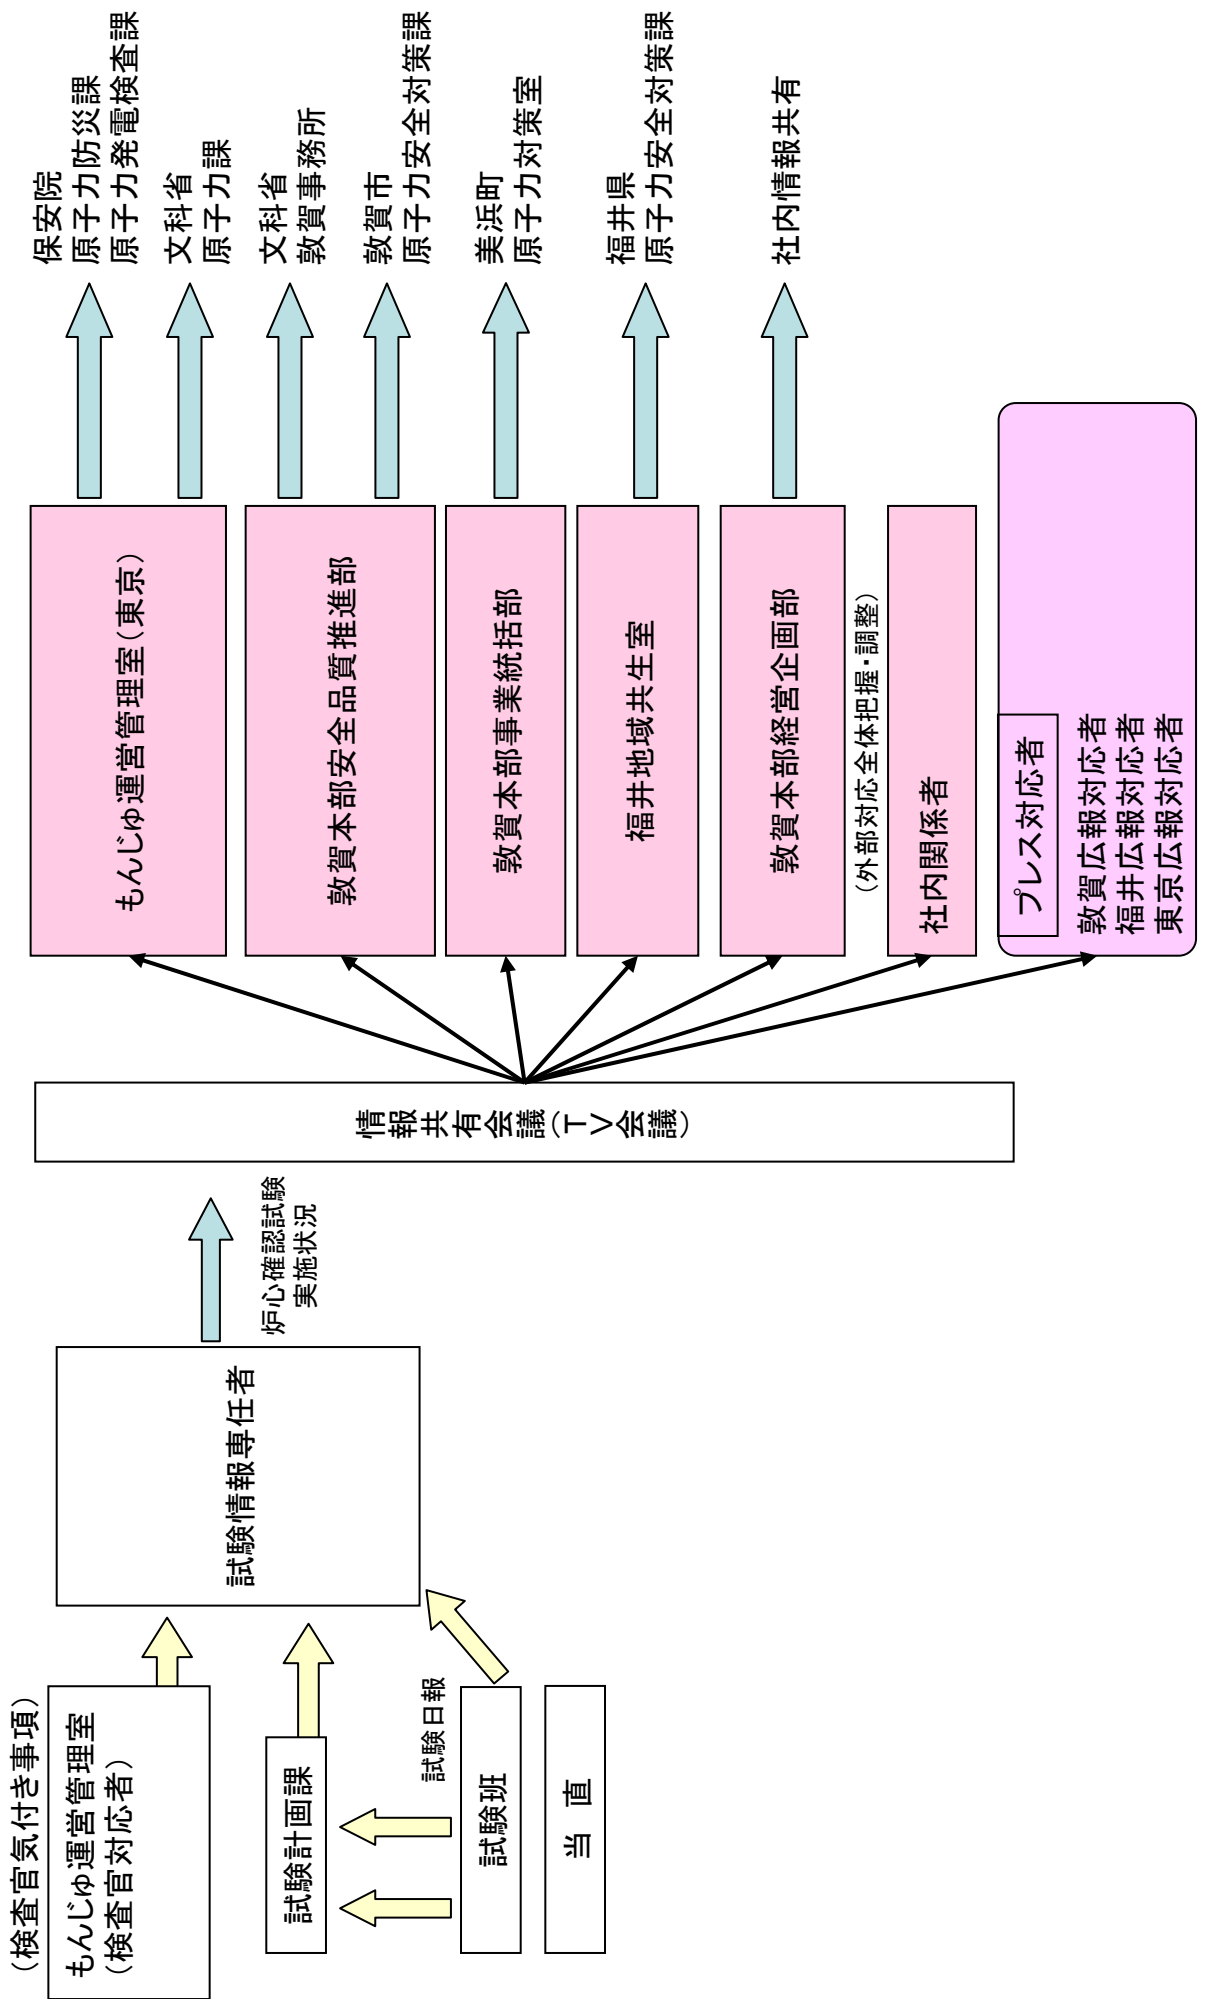 (検査官気付き事項)
もんじゅ運営管理室
(検査官対応者)
試験計画課
試験日報
試験班
当 直
試験情報専任者
炉心確認試験
実施状況
情報共有会議(TV会議)
もんじゅ運営管理室(東京)
敦賀本部安全品質推進部
敦賀本部事業統括部
福井地域共生室
敦賀本部経営企画部
(外部対応全体把握・調整)
社内関係者
プレス対応者
敦賀広報対応者
福井広報対応者
東京広報対応者
保安院
原子力防災課
原子力発電検査課
文科省
原子力課
文科省
敦賀事務所
敦賀市
原子力安全対策課
美浜町
原子力対策室
福井県
原子力安全対策課
社内情報共有